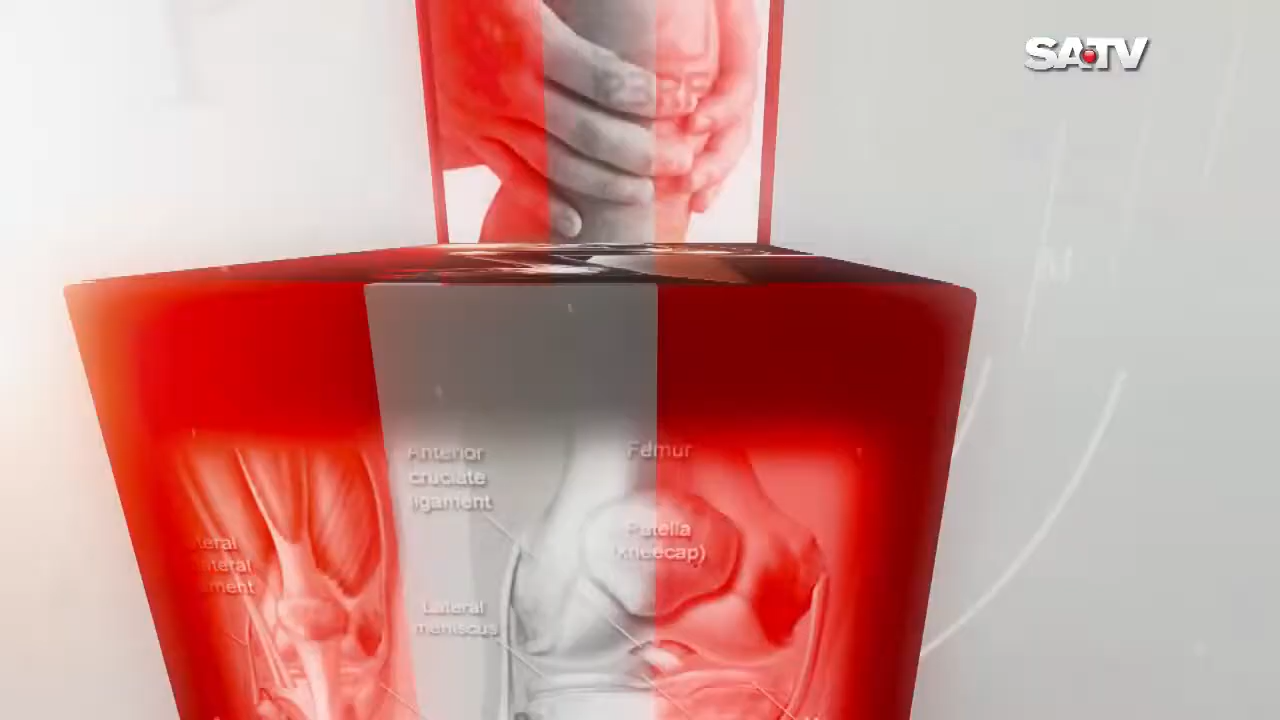 SATV
Anterior
cruciate
ligament
Femur
Patella
(kneecap)
Lateral
meniscus